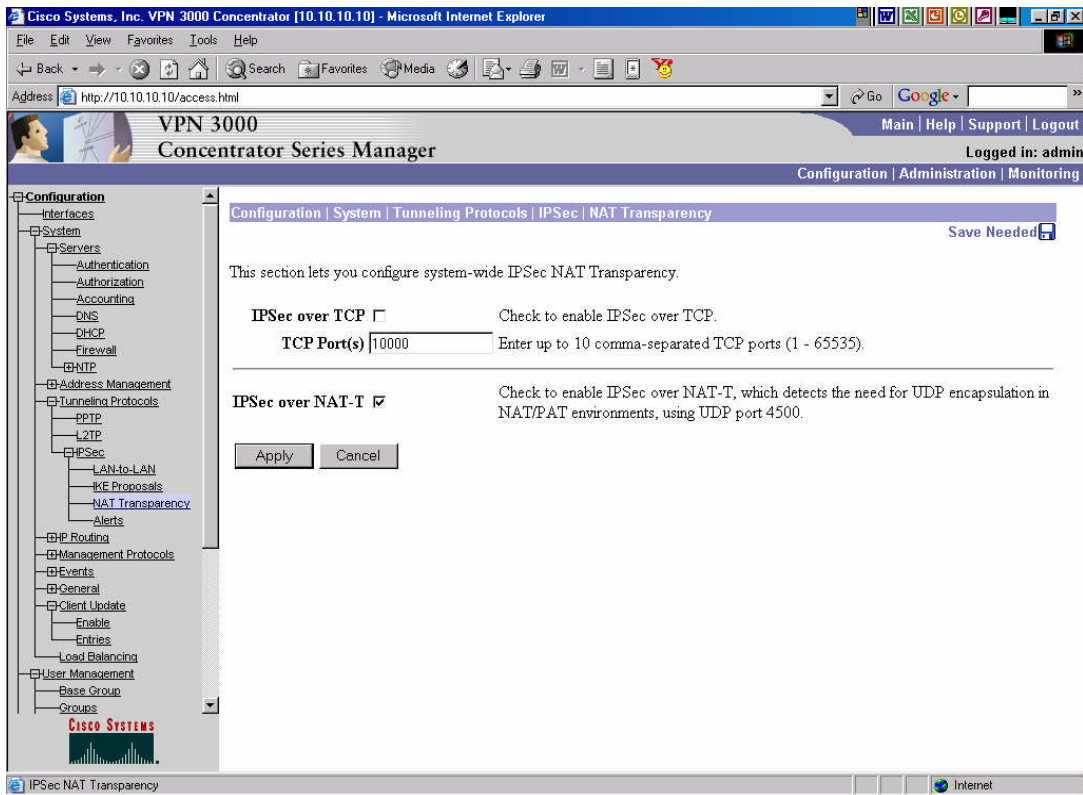 Cisco Systems, Inc. VPN 3000 Concentrator [10.10.10.10] - Microsoft Internet Explorer
File Edit View Favorites Tools Help
Back Search Favorites Media
Address http://10.10.10.10/access.html Go Google
VPN 3000
Concentrator Series Manager
Main | Help | Support | Logout
Logged in: admin
Configuration | Administration | Monitoring
Configuration
Interfaces
System
Servers
Authentication
Authorization
Accounting
DNS
DHCP
Firewall
NTP
Address Management
Tunneling Protocols
PPTP
L2TP
IPSec
LAN-to-LAN
IKE Proposals
NAT Transparency
Alerts
IP Routing
Management Protocols
Events
General
Client Update
Enable
Entries
Load Balancing
User Management
Base Group
Groups
CISCO SYSTEMS
Configuration | System | Tunneling Protocols | IPSec | NAT Transparency
Save Needed
This section lets you configure system-wide IPSec NAT Transparency.
IPSec over TCP Check to enable IPSec over TCP.
TCP Port(s) 10000 Enter up to 10 comma-separated TCP ports (1 - 65535).
IPSec over NAT-T Check to enable IPSec over NAT-T, which detects the need for UDP encapsulation in
NAT/PAT environments, using UDP port 4500.
Apply Cancel
IPSec NAT Transparency Internet